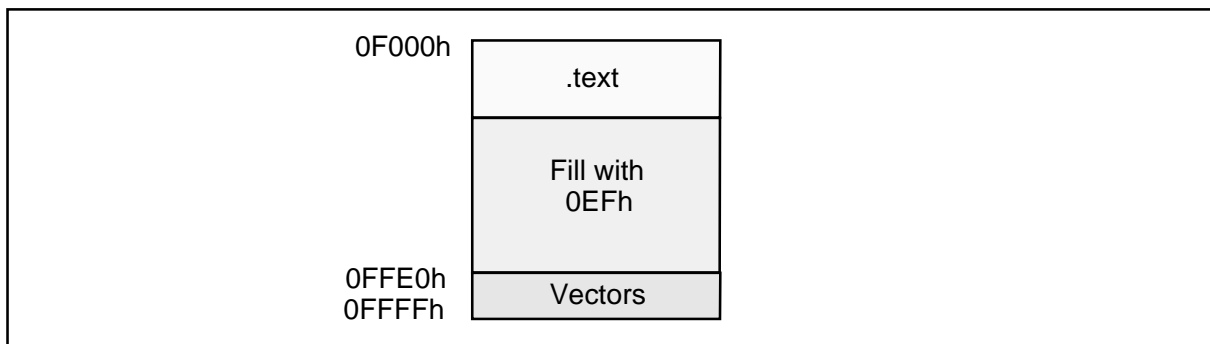 0F000h
.text
Fill with
0EFh
0FFE0h
Vectors
0FFFFh